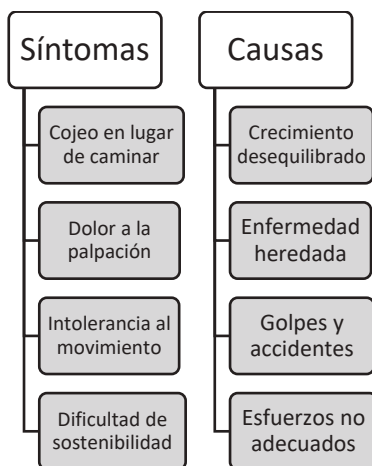 Síntomas
Cojeo en lugar
de caminar
Dolor a la
palpación
Intolerancia al
movimiento
Dificultad de
sostenibilidad
Causas
Crecimiento
desequilibrado
Enfermedad
heredada
Golpes y
accidentes
Esfuerzos no
adecuados